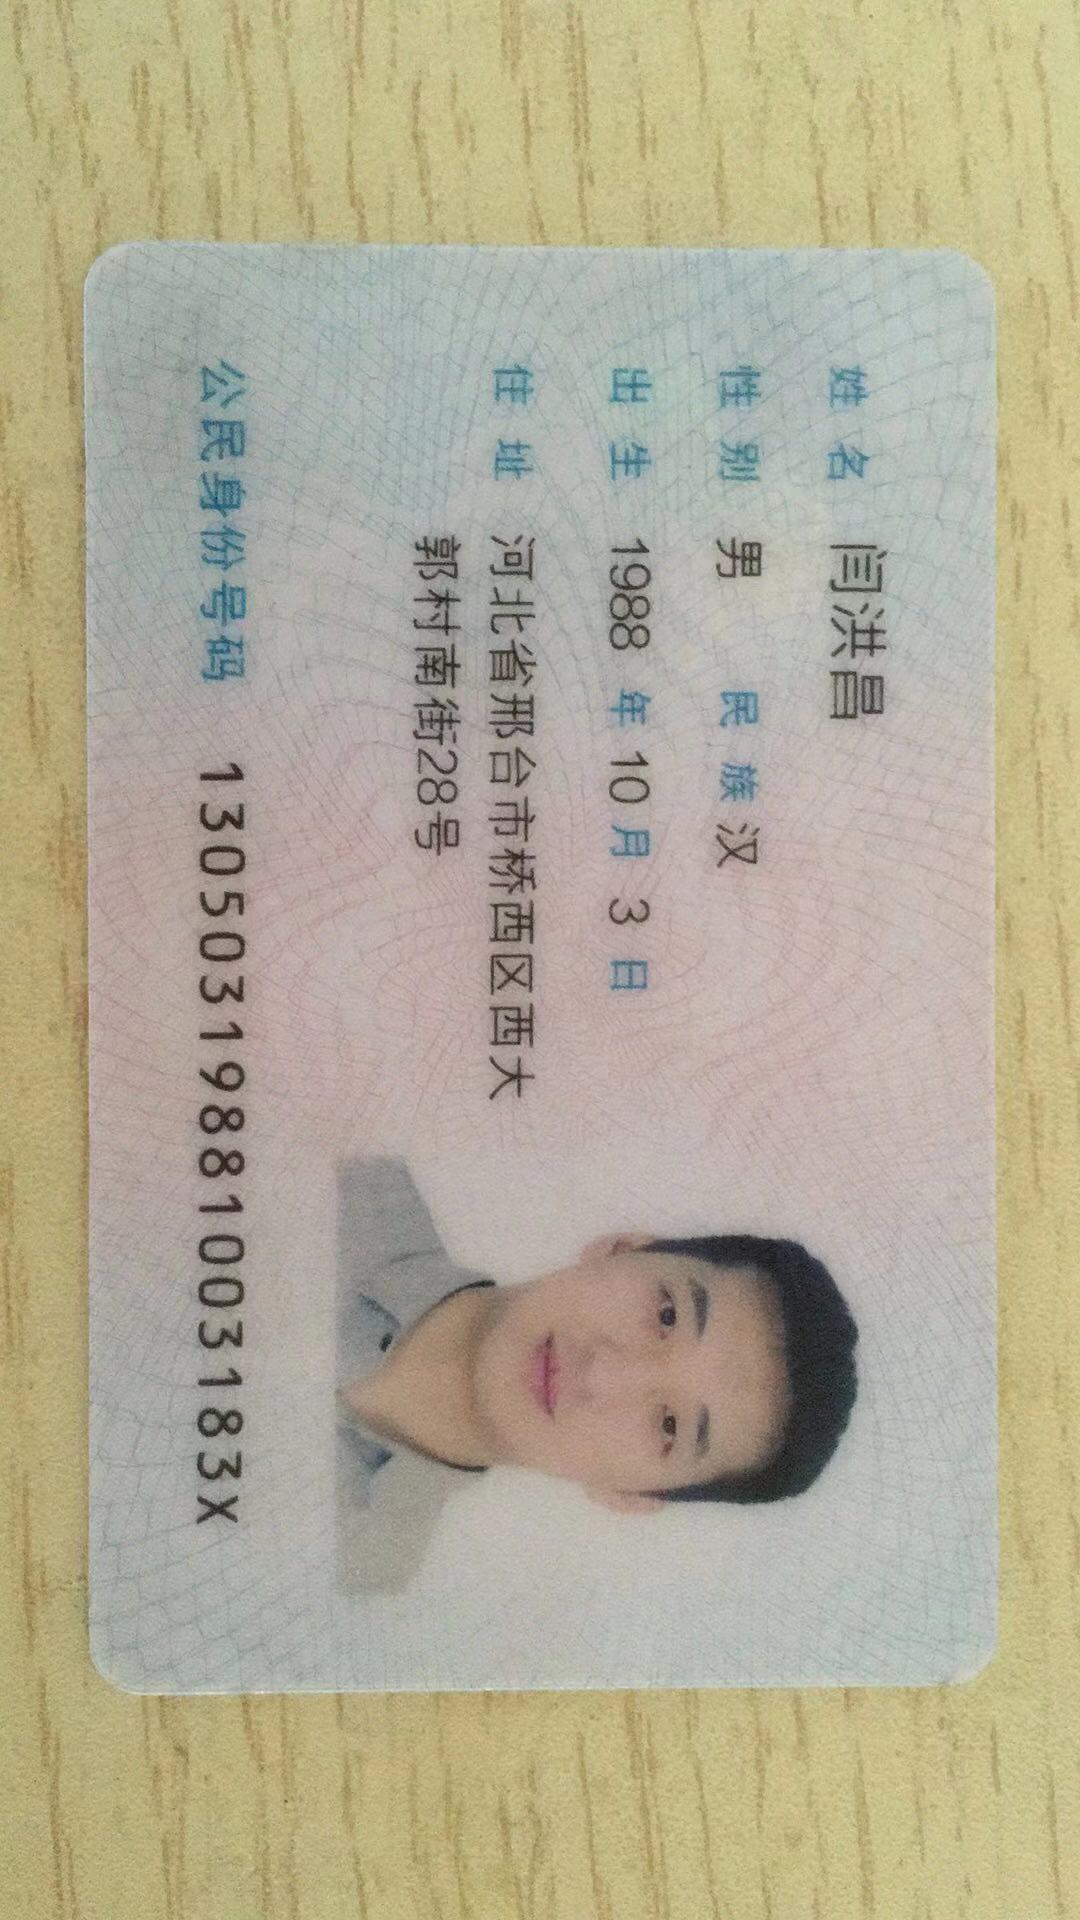 姓名 闫洪昌
性别 男 民族 汉
出生 1988 年 10 月 3 日
住址 河北省邢台市桥西区西大
郭村南街28号
公民身份号码 13050319881003183X